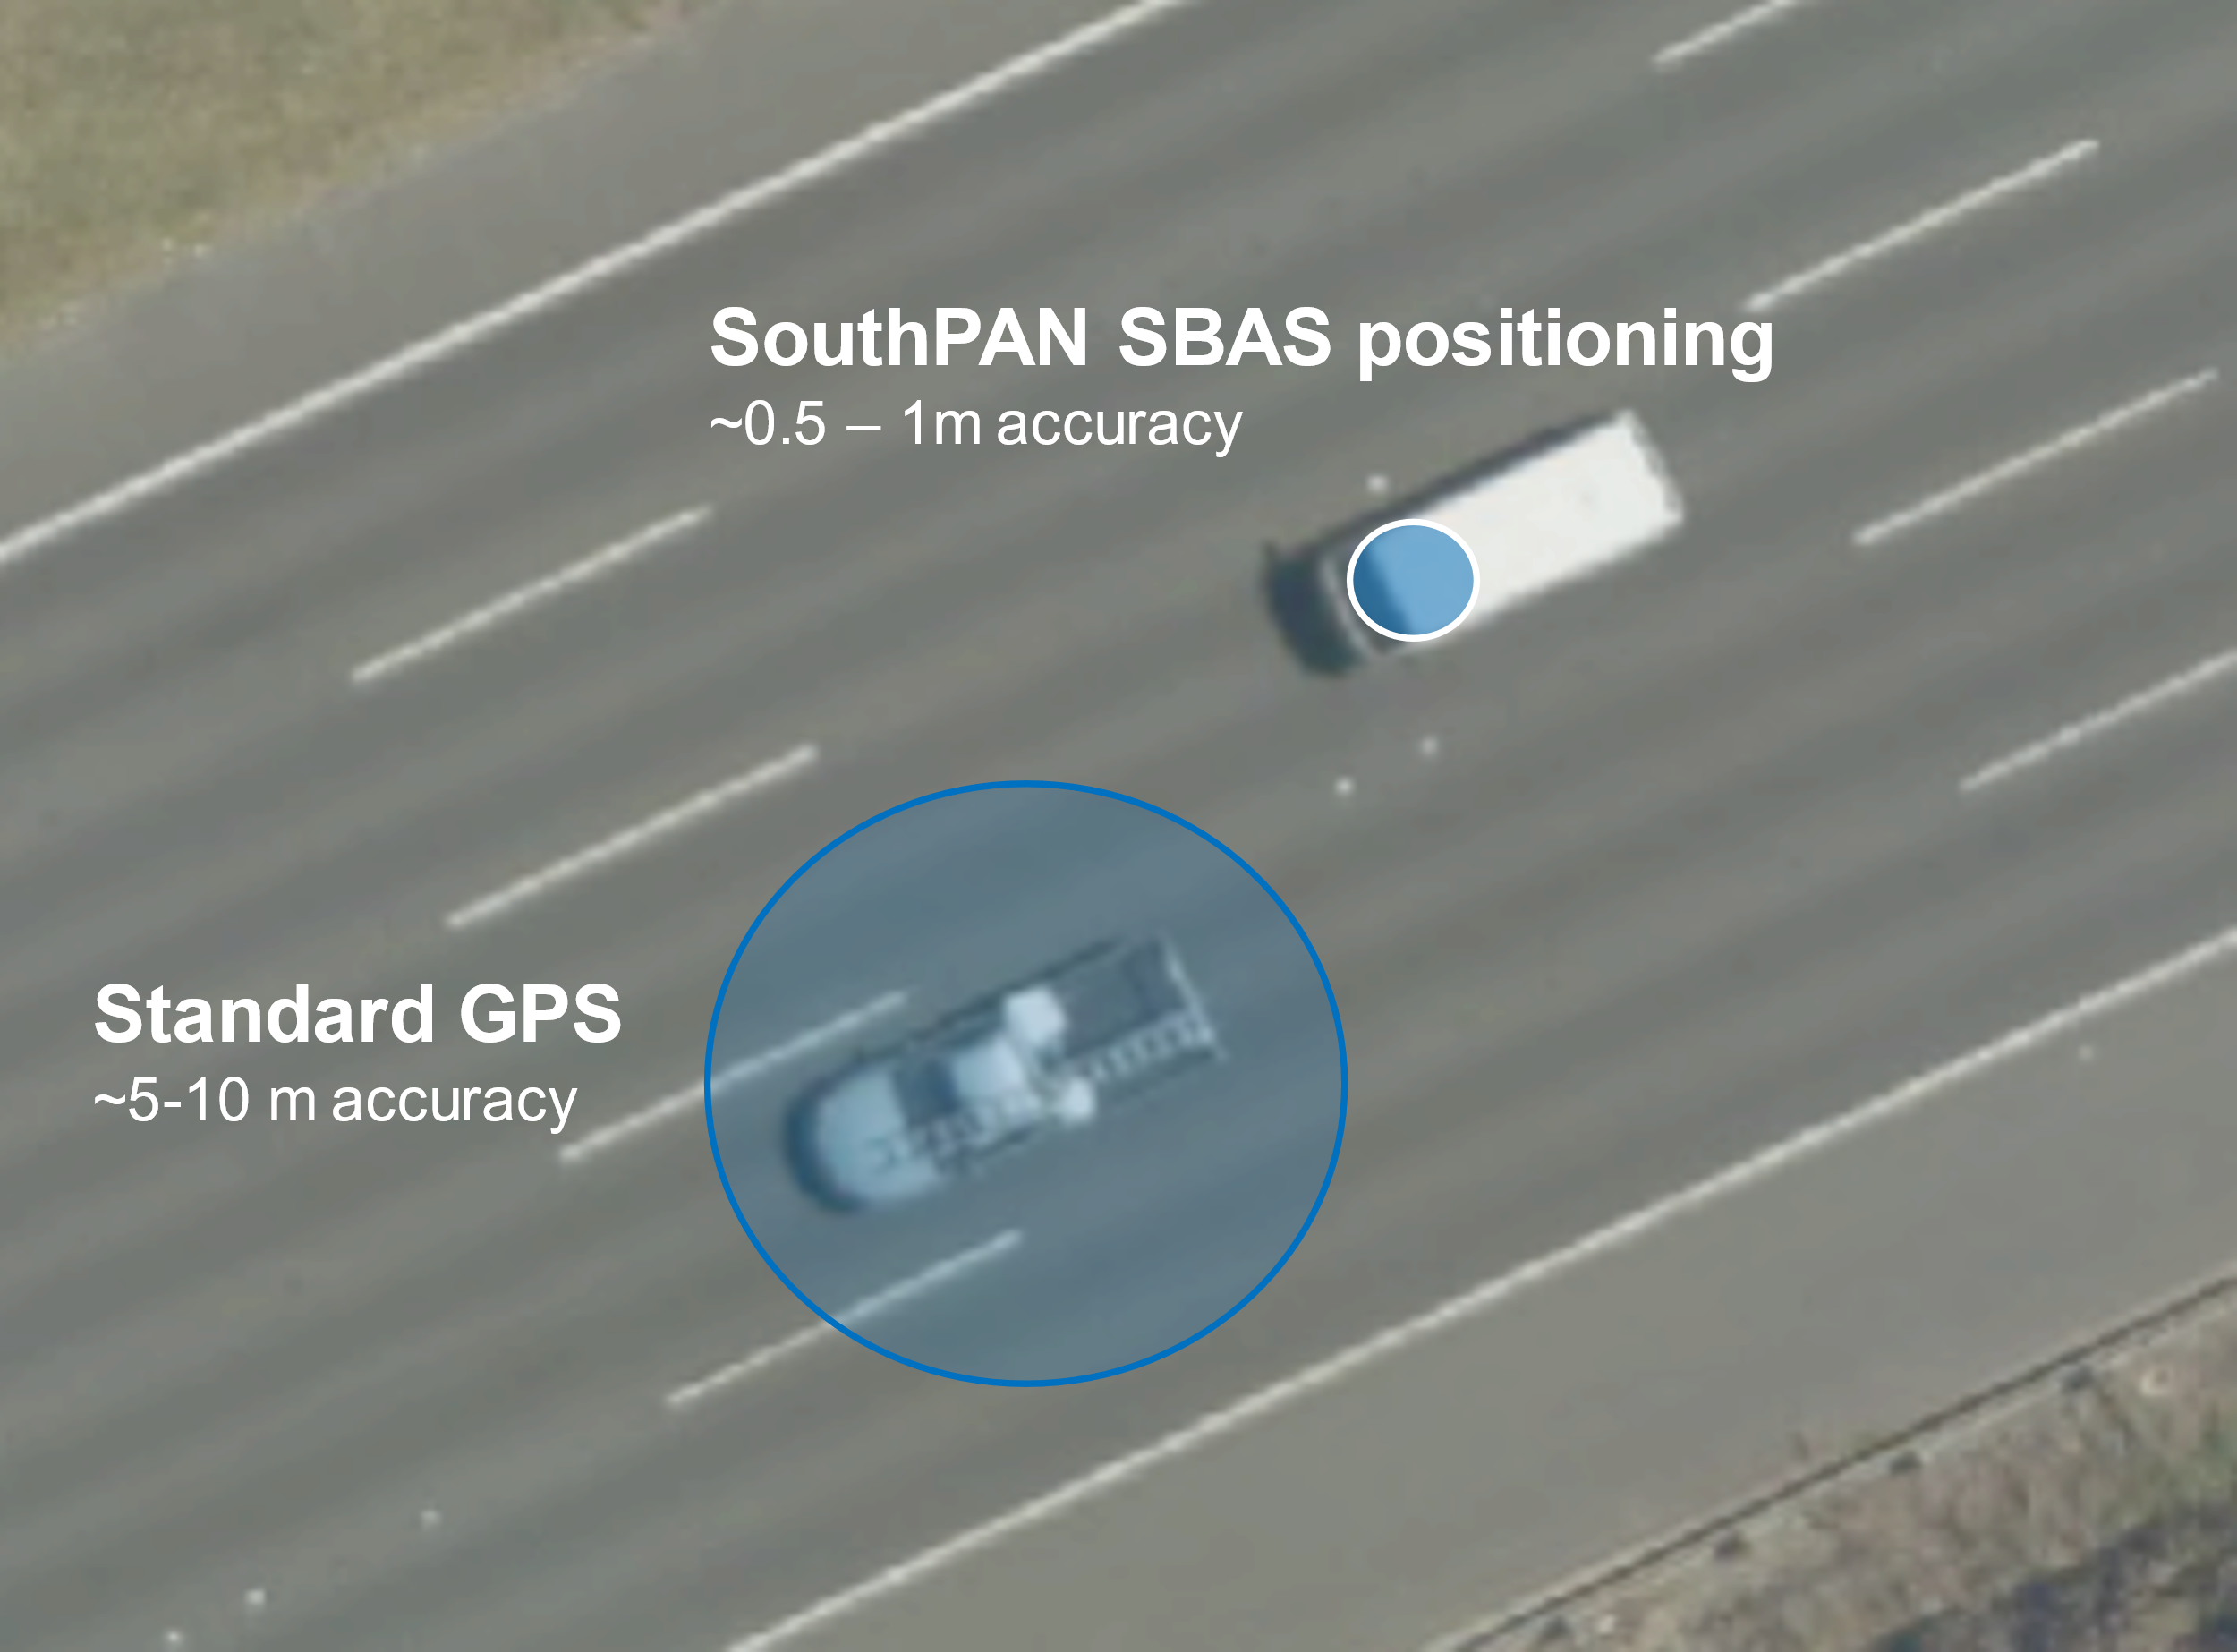 SouthPAN SBAS positioning
~0.5 – 1m accuracy
Standard GPS
~5-10 m accuracy